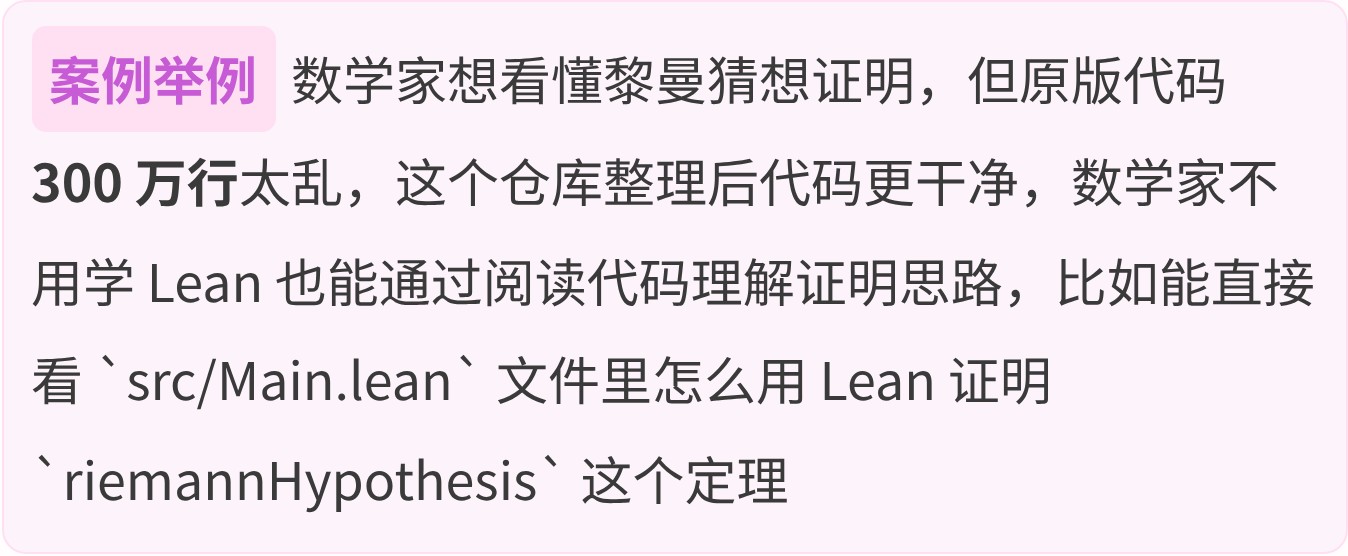 案例举例 数学家想看懂黎曼猜想证明，但原版代码
300 万行太乱，这个仓库整理后代码更干净，数学家不
用学 Lean 也能通过阅读代码理解证明思路，比如能直接
看 `src/Main.lean` 文件里怎么用 Lean 证明
`riemannHypothesis` 这个定理